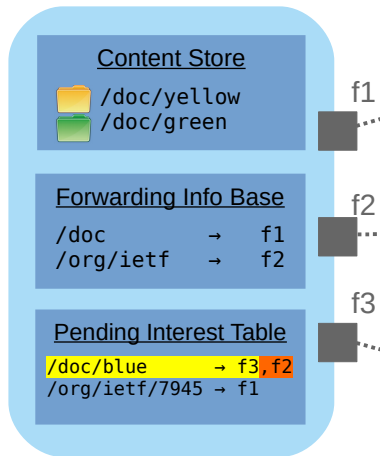 Content Store
/doc/yellow
/doc/green
f1
Forwarding Info Base
/doc → f1
/org/ietf → f2
f2
f3
Pending Interest Table
/doc/blue → f3,f2
/org/ietf/7945 → f1